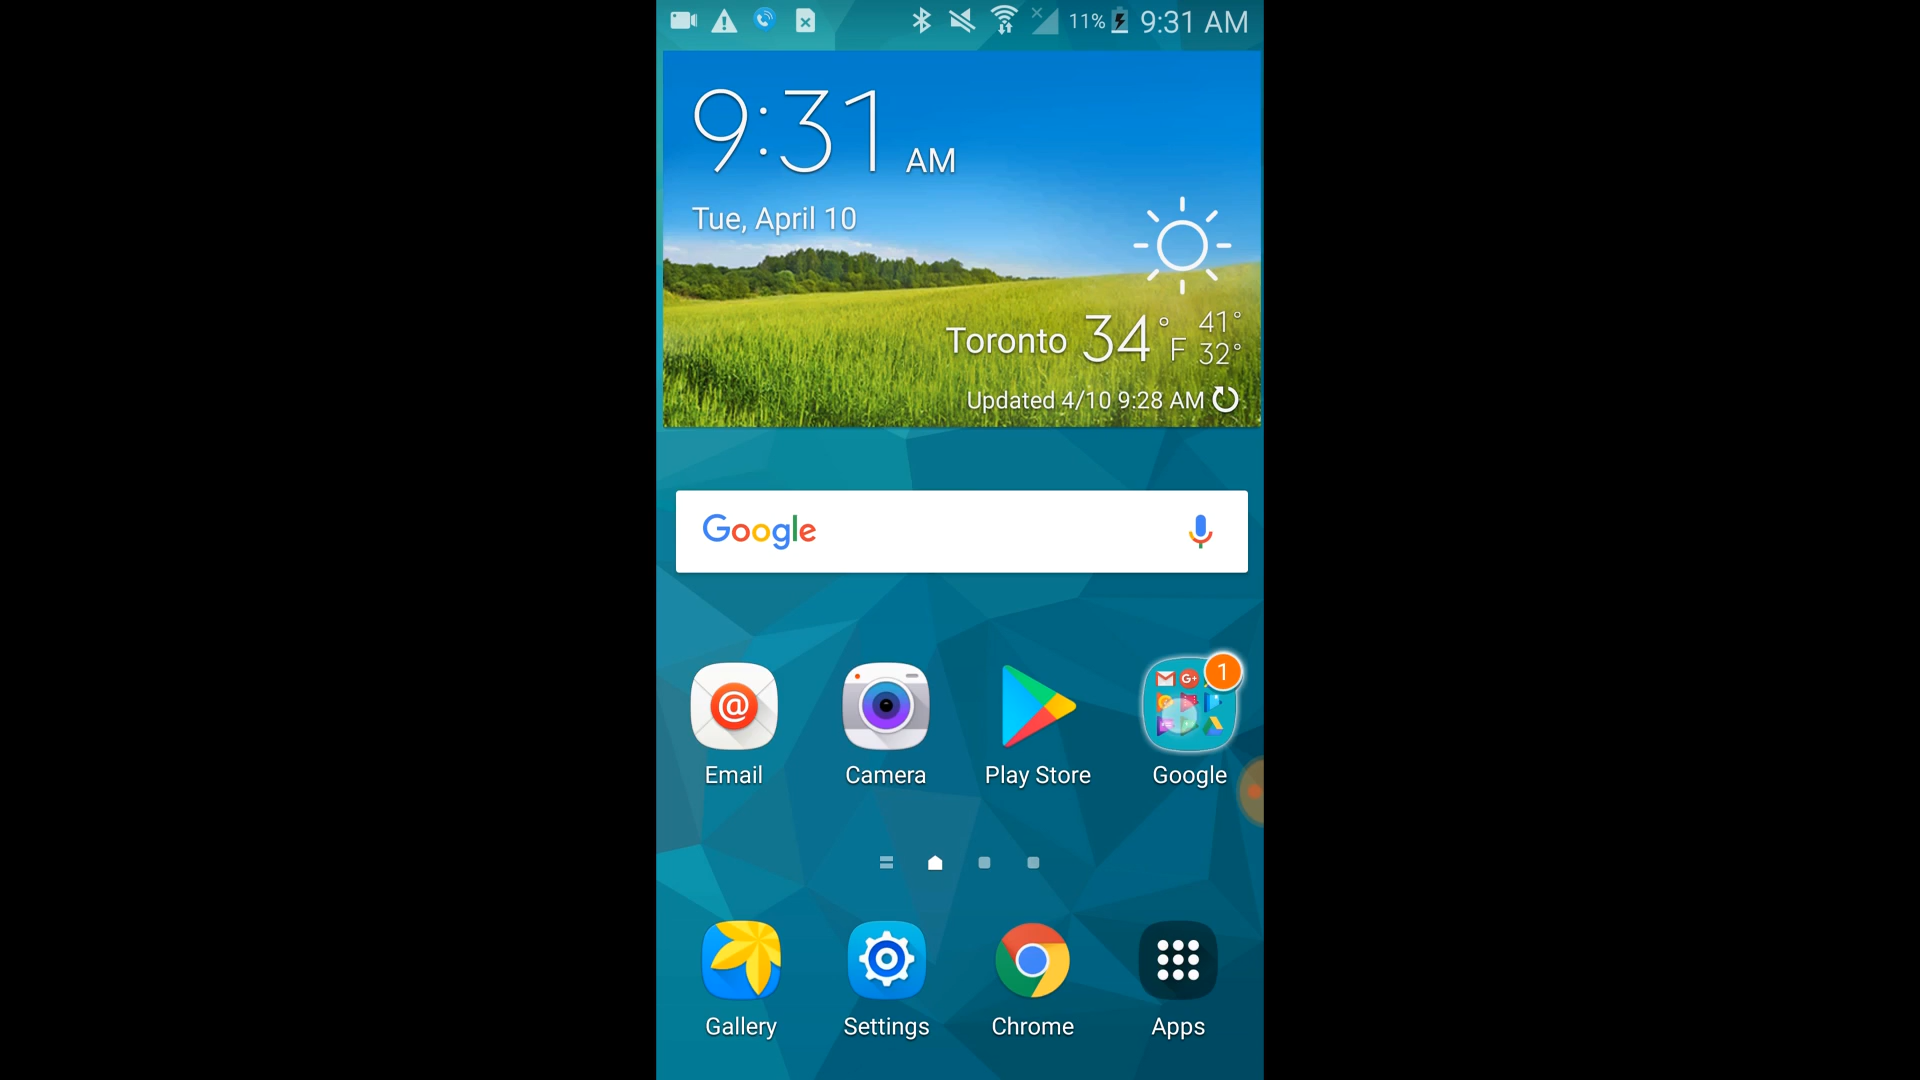 11% 9:31 AM
9:31 AM
Tue, April 10
Toronto 34° F 41° 32°
Updated 4/10 9:28 AM
Google
1
@
G+
Email Camera Play Store Google
Gallery Settings Chrome Apps